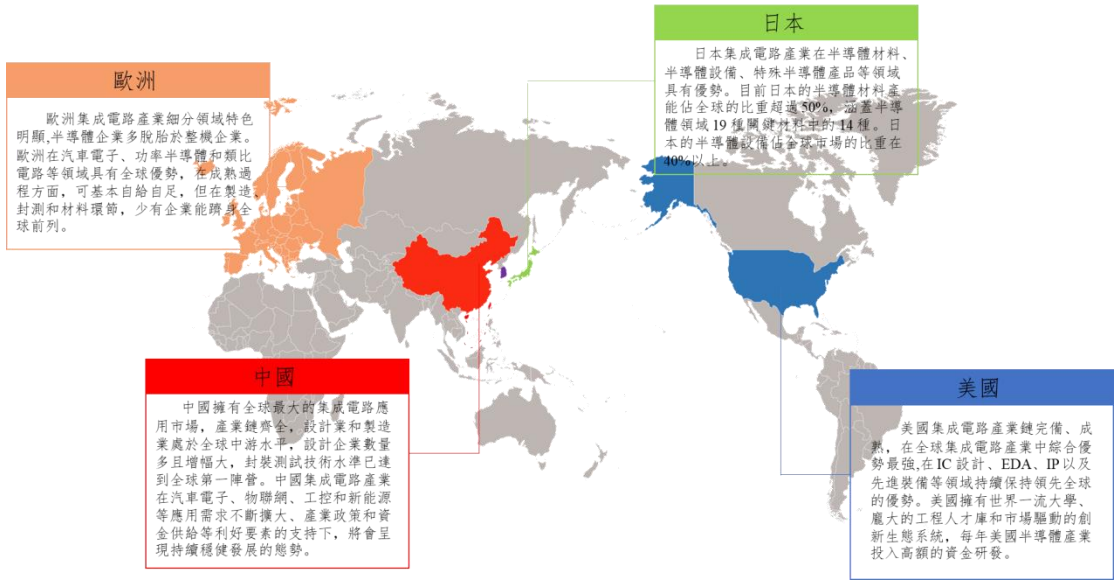 日本
日本集成電路產業在半導體材料、
半導體設備、特殊半導體產品等領域
具有優勢。目前日本的半導體材料產
能佔全球的比重超過 50%，涵蓋半導
體領域 19 種關鍵材料中的 14 種。日
本的半導體設備佔全球市場的比重在
40%以上。
歐洲
歐洲集成電路產業細分領域特色
明顯,半導體企業多脫胎於整機企業。
歐洲在汽車電子、功率半導體和類比
電路等領域具有全球優勢，在成熟過
程方面，可基本自給自足，但在製造、
封測和材料環節，少有企業能躋身全
球前列。
中國
中國擁有全球最大的集成電路應
用市場，產業鏈齊全，設計業和製造
業處於全球中游水平，設計企業數量
多且增幅大，封裝測試技術水準已達
到全球第一陣營。中國集成電路產業
在汽車電子、物聯網、工控和新能源
等應用需求不斷擴大、產業政策和資
金供給等利好要素的支持下，將會呈
現持續穩健發展的態勢。
美國
美國集成電路產業鏈完備、成
熟，在全球集成電路產業中綜合優
勢最強,在 IC 設計、EDA、IP 以及
先進裝備等领域持續保持領先全球
的優勢。美國擁有世界一流大學、
龐大的工程人才庫和市場驅動的創
新生態系統，每年美國半導體產業
投入高額的資金研發。